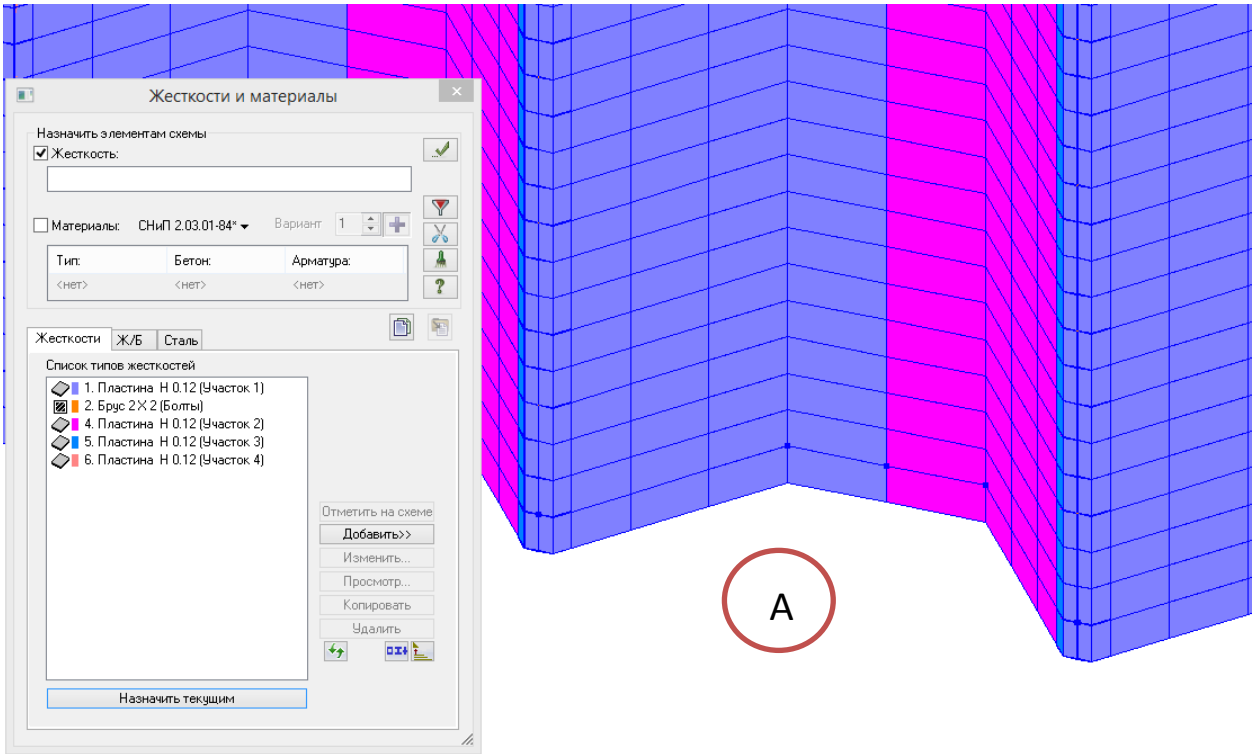 Жесткости и материалы
Назначить элементам схемы
Жесткость:
Материалы: СНиП 2.03.01-84* Вариант 1
Тип: Бетон: Арматура:
<нет> <нет> <нет>
?
Жесткости Ж/Б Сталь
Список типов жесткостей
1. Пластина Н 0.12 (Участок 1)
2. Брус 2 X 2 (Болты)
4. Пластина Н 0.12 (Участок 2)
5. Пластина Н 0.12 (Участок 3)
6. Пластина Н 0.12 (Участок 4)
Отметить на схеме
Добавить>>
Изменить...
Просмотр...
Копировать
Удалить
Назначить текущим
А